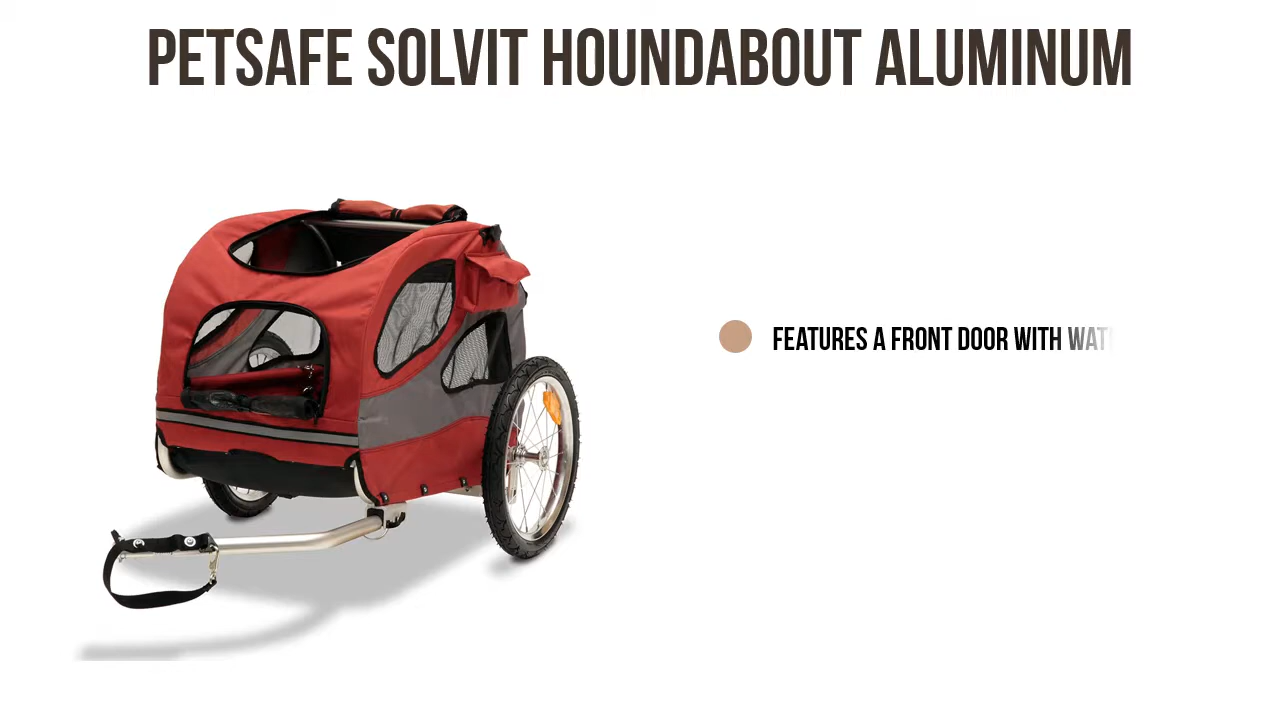 PETSAFE SOLVIT HOUNDABOUT ALUMINUM
FEATURES A FRONT DOOR WITH